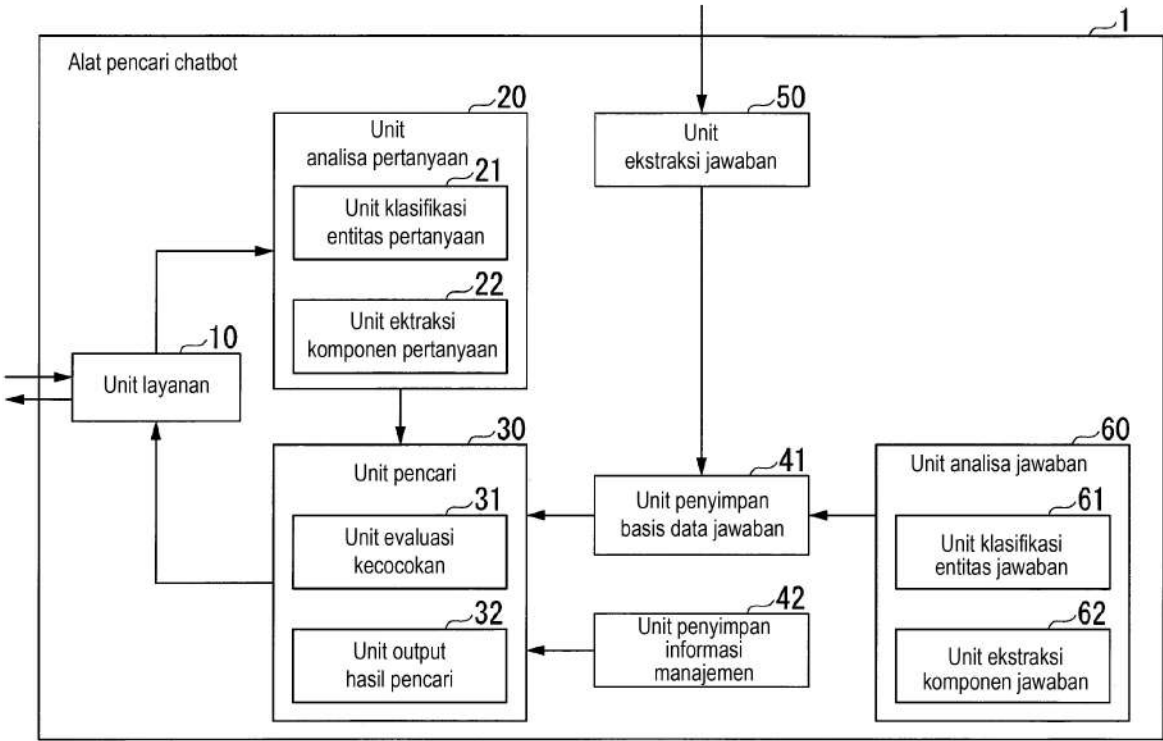 1
Alat pencari chatbot
20
Unit
analisa pertanyaan
21
Unit klasifikasi
entitas pertanyaan
22
Unit ektraksi
komponen pertanyaan
10
Unit layanan
30
Unit pencari
31
Unit evaluasi
kecocokan
32
Unit output
hasil pencari
50
Unit
ekstraksi jawaban
41
Unit penyimpan
basis data jawaban
42
Unit penyimpan
informasi
manajemen
60
Unit analisa jawaban
61
Unit klasifikasi
entitas jawaban
62
Unit ekstraksi
komponen jawaban